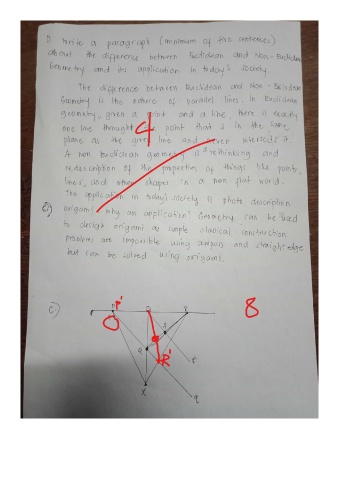 1) Write a paragraph (minimum of five sentences)
about the difference between Euclidean and Non-Euclidean
Geometry and its application in today's society.
The difference between Euclidean and Non-Euclidean
Geometry is the nature of parallel lines. In Euclidean
geometry, given a point and a line, there is exactly
one line through the point that is in the same
plane as the given line and never intersects it.
A non euclidean geometry is a rethinking and
redescription of the properties of things like points,
lines, and other shapes in a non flat world.
The application in today's society is photo description
origami why an application? Geometry can be used
to design origami as simple classical construction
problems are impossible using compass and straightedge
but can be solved using origami.
4
B)
C)
8
P'
R'
X